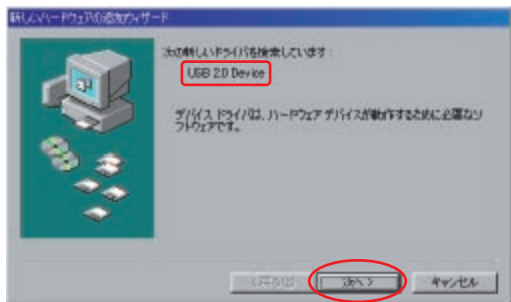 新しいハードウェアの追加ウィザード
次の新しいドライバを検索しています：
USB 2.0 Device
デバイス ドライバは、ハードウェア デバイスが動作するために必要なソ
フトウェアです。
< 戻る(B)
次へ >
キャンセル